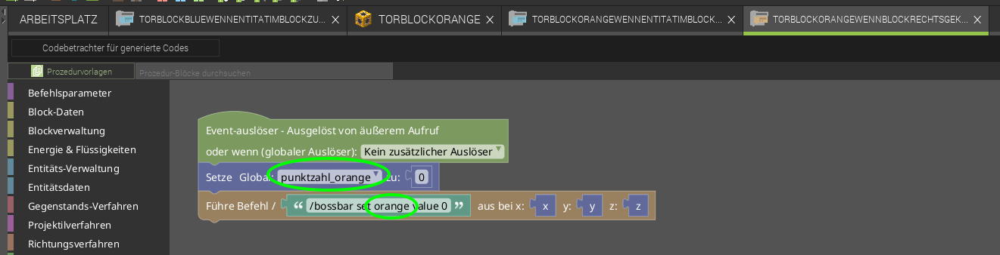 ARBEITSPLATZ
TORBLOCKBLUEWENNENTITATIMBLOCKZU...
TORBLOCKORANGE
TORBLOCKORANGEWENNENTITATIMBLOCK...
TORBLOCKORANGEWENNBLOCKRECHTSGEK...
Codebetrachter für generierte Codes
Prozedurvorlagen
Prozedur-Blöcke durchsuchen
Befehlsparameter
Block-Daten
Blockverwaltung
Energie & Flüssigkeiten
Entitäts-Verwaltung
Entitätsdaten
Gegenstands-Verfahren
Projektilverfahren
Richtungsverfahren
Event-auslöser - Ausgelöst von äußerem Aufruf
oder wenn (globaler Auslöser): Kein zusätzlicher Auslöser
Setze Global: punktzahl_orange zu: 0
Führe Befehl / “ /bossbar set orange value 0 ” aus bei x: x y: y z: z